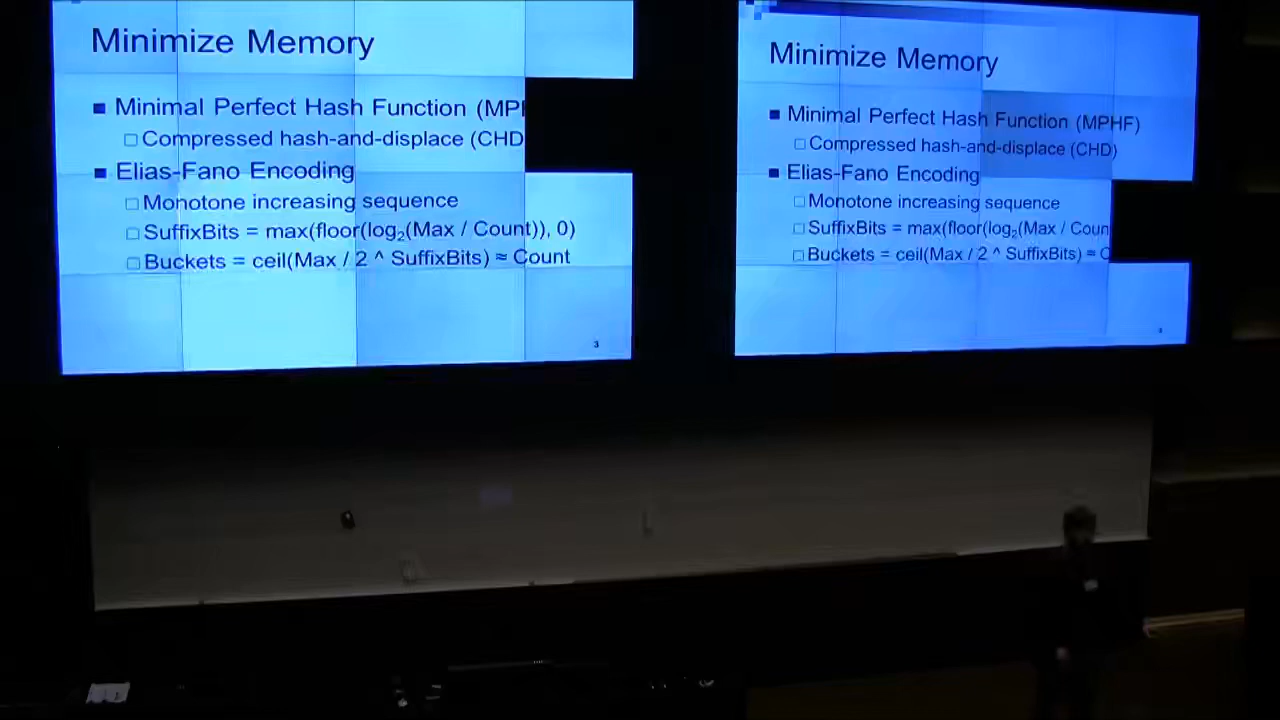 Minimize Memory
■ Minimal Perfect Hash Function (MPH
□ Compressed hash-and-displace (CHD
■ Elias-Fano Encoding
□ Monotone increasing sequence
□ SuffixBits = max(floor(log₂(Max / Count)), 0)
□ Buckets = ceil(Max / 2 ^ SuffixBits) ≈ Count
3
Minimize Memory
■ Minimal Perfect Hash Function (MPHF)
□ Compressed hash-and-displace (CHD)
■ Elias-Fano Encoding
□ Monotone increasing sequence
□ SuffixBits = max(floor(log₂(Max / Coun
□ Buckets = ceil(Max / 2 ^ SuffixBits) ≈ C
3